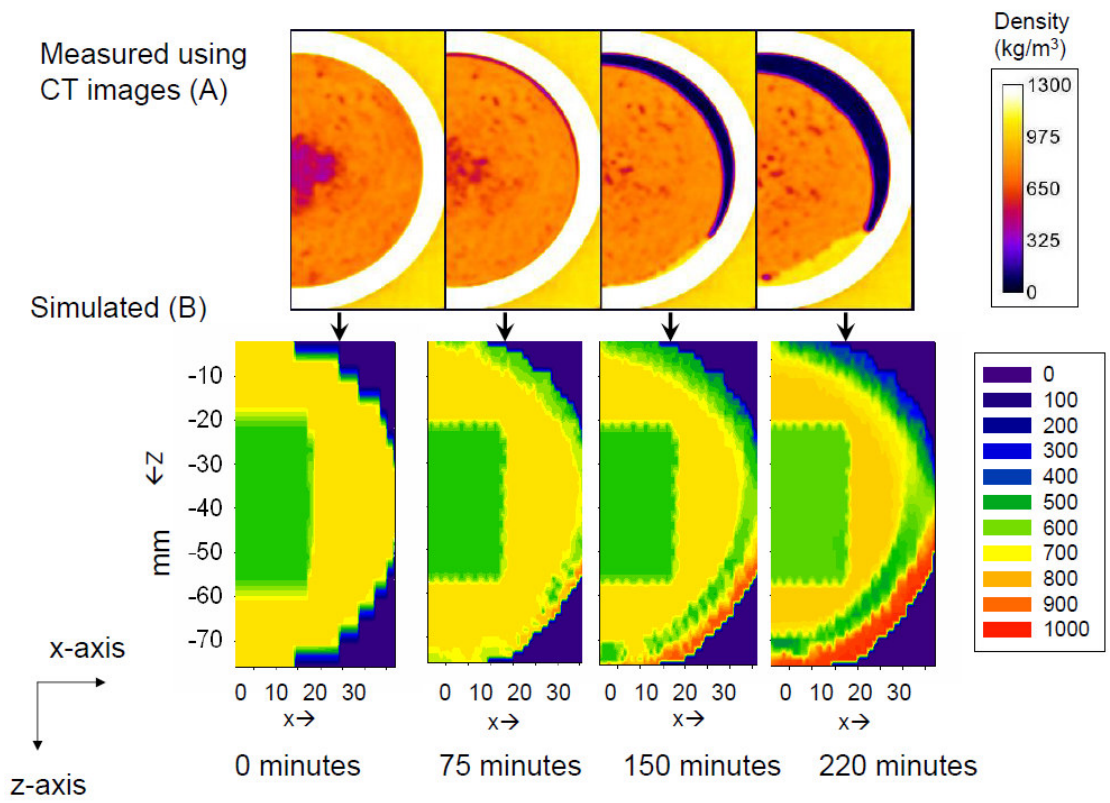 Measured using
CT images (A)
Density
(kg/m³)
1300
975
650
325
0
Simulated (B)
-10
-20
-30
-40
-50
-60
-70
←z
mm
0
100
200
300
400
500
600
700
800
900
1000
x-axis
z-axis
0 10 20 30
0 10 20 30
0 10 20 30
0 10 20 30
x→
x→
x→
x→
0 minutes
75 minutes
150 minutes
220 minutes